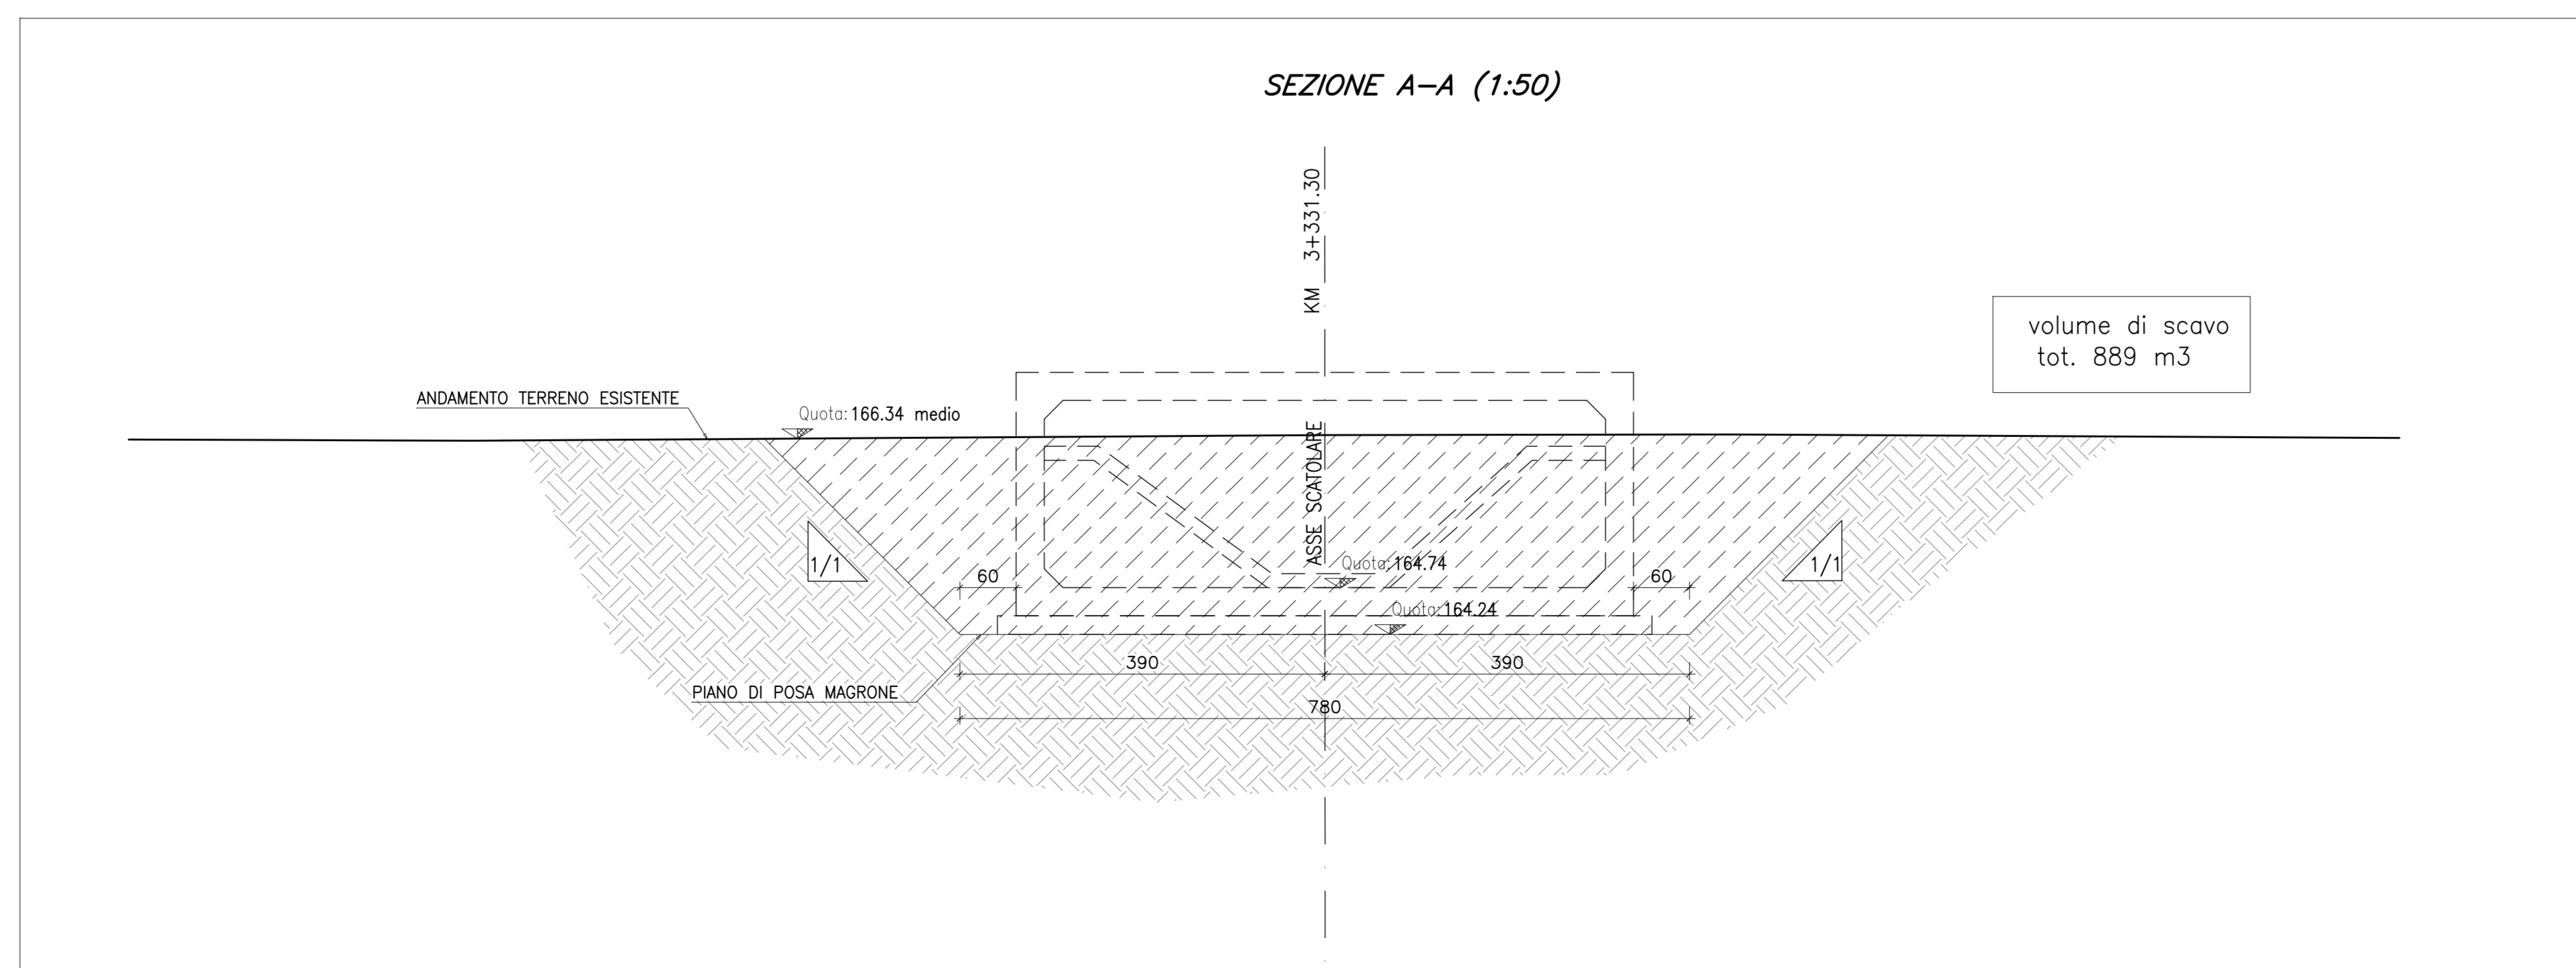 SEZIONE A-A (1:50)
KM 3+331.30
volume di scavo
tot. 889 m3
ANDAMENTO TERRENO ESISTENTE
Quota: 166.34 medio
ASSE SCATOLARE
1/1
1/1
Quota: 164.74
60
60
Quota: 164.24
390
390
PIANO DI POSA MAGRONE
780